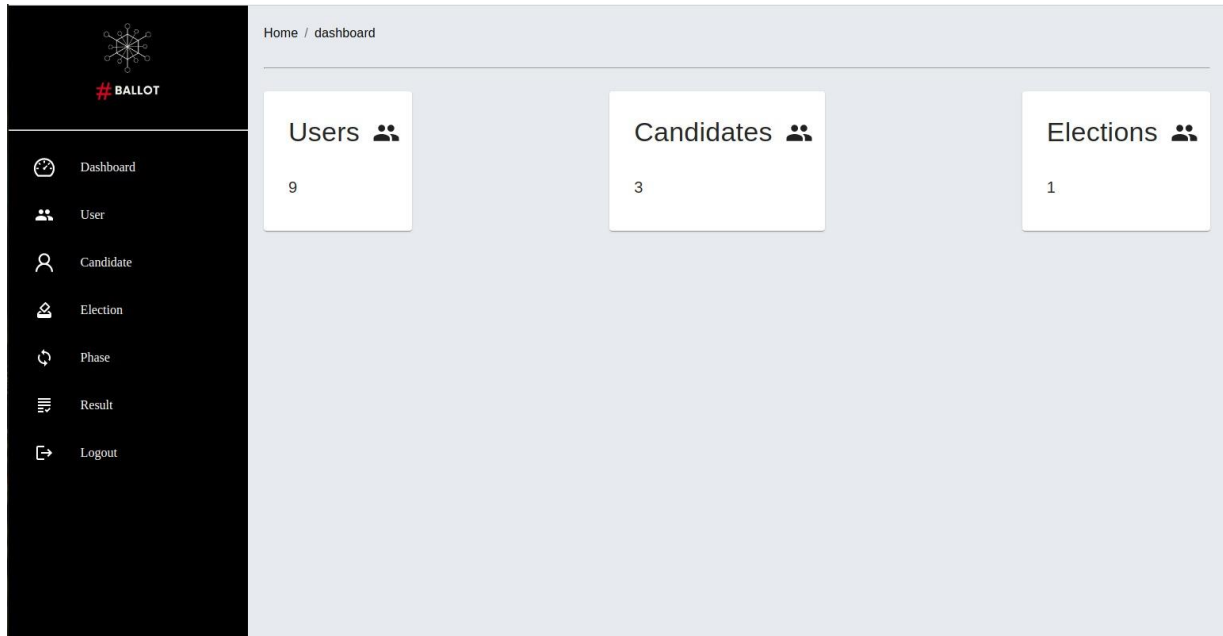 # BALLOT
Dashboard
User
Candidate
Election
Phase
Result
Logout
Home / dashboard
Users
9
Candidates
3
Elections
1